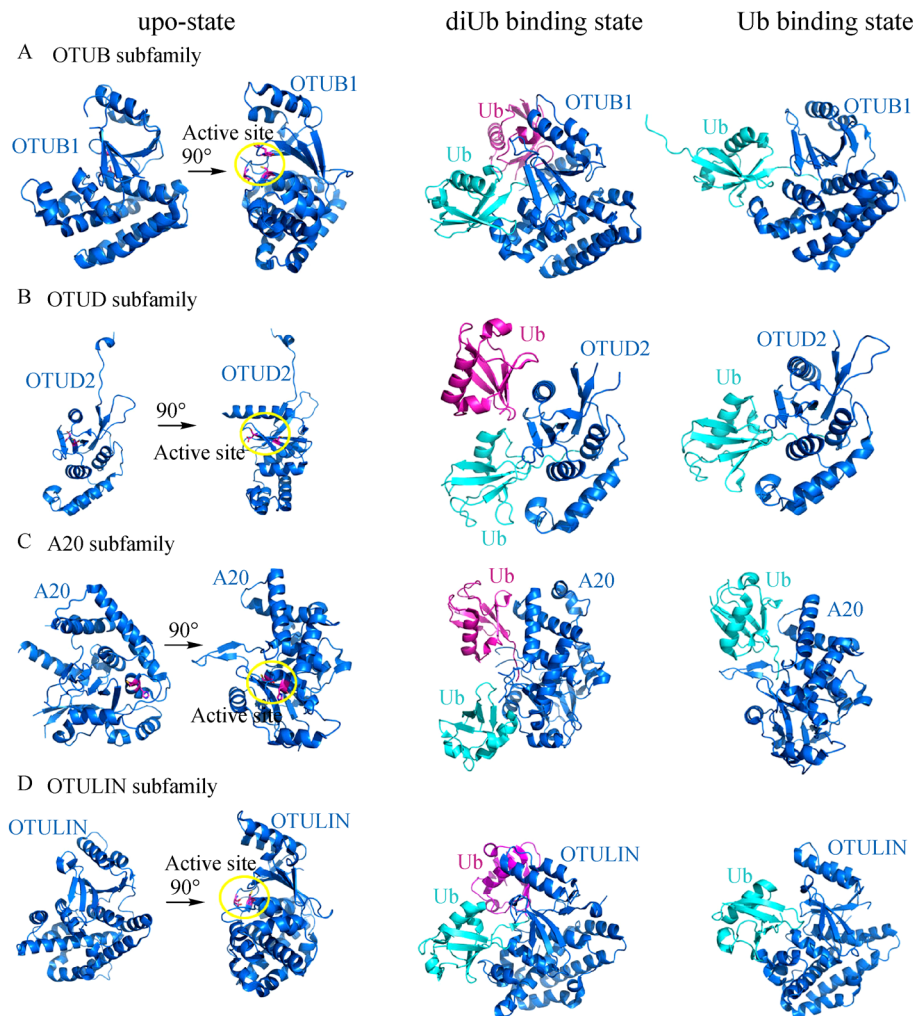 upo-state
diUb binding state
Ub binding state
A OTUB subfamily
OTUB1
OTUB1
Active site
90°
Ub
Ub
OTUB1
Ub
OTUB1
B OTUD subfamily
OTUD2
90°
Active site
OTUD2
Ub
OTUD2
Ub
Ub
OTUD2
C A20 subfamily
A20
90°
A20
Active site
Ub
A20
Ub
Ub
A20
D OTULIN subfamily
OTULIN
Active site
90°
OTULIN
Ub
OTULIN
Ub
Ub
OTULIN